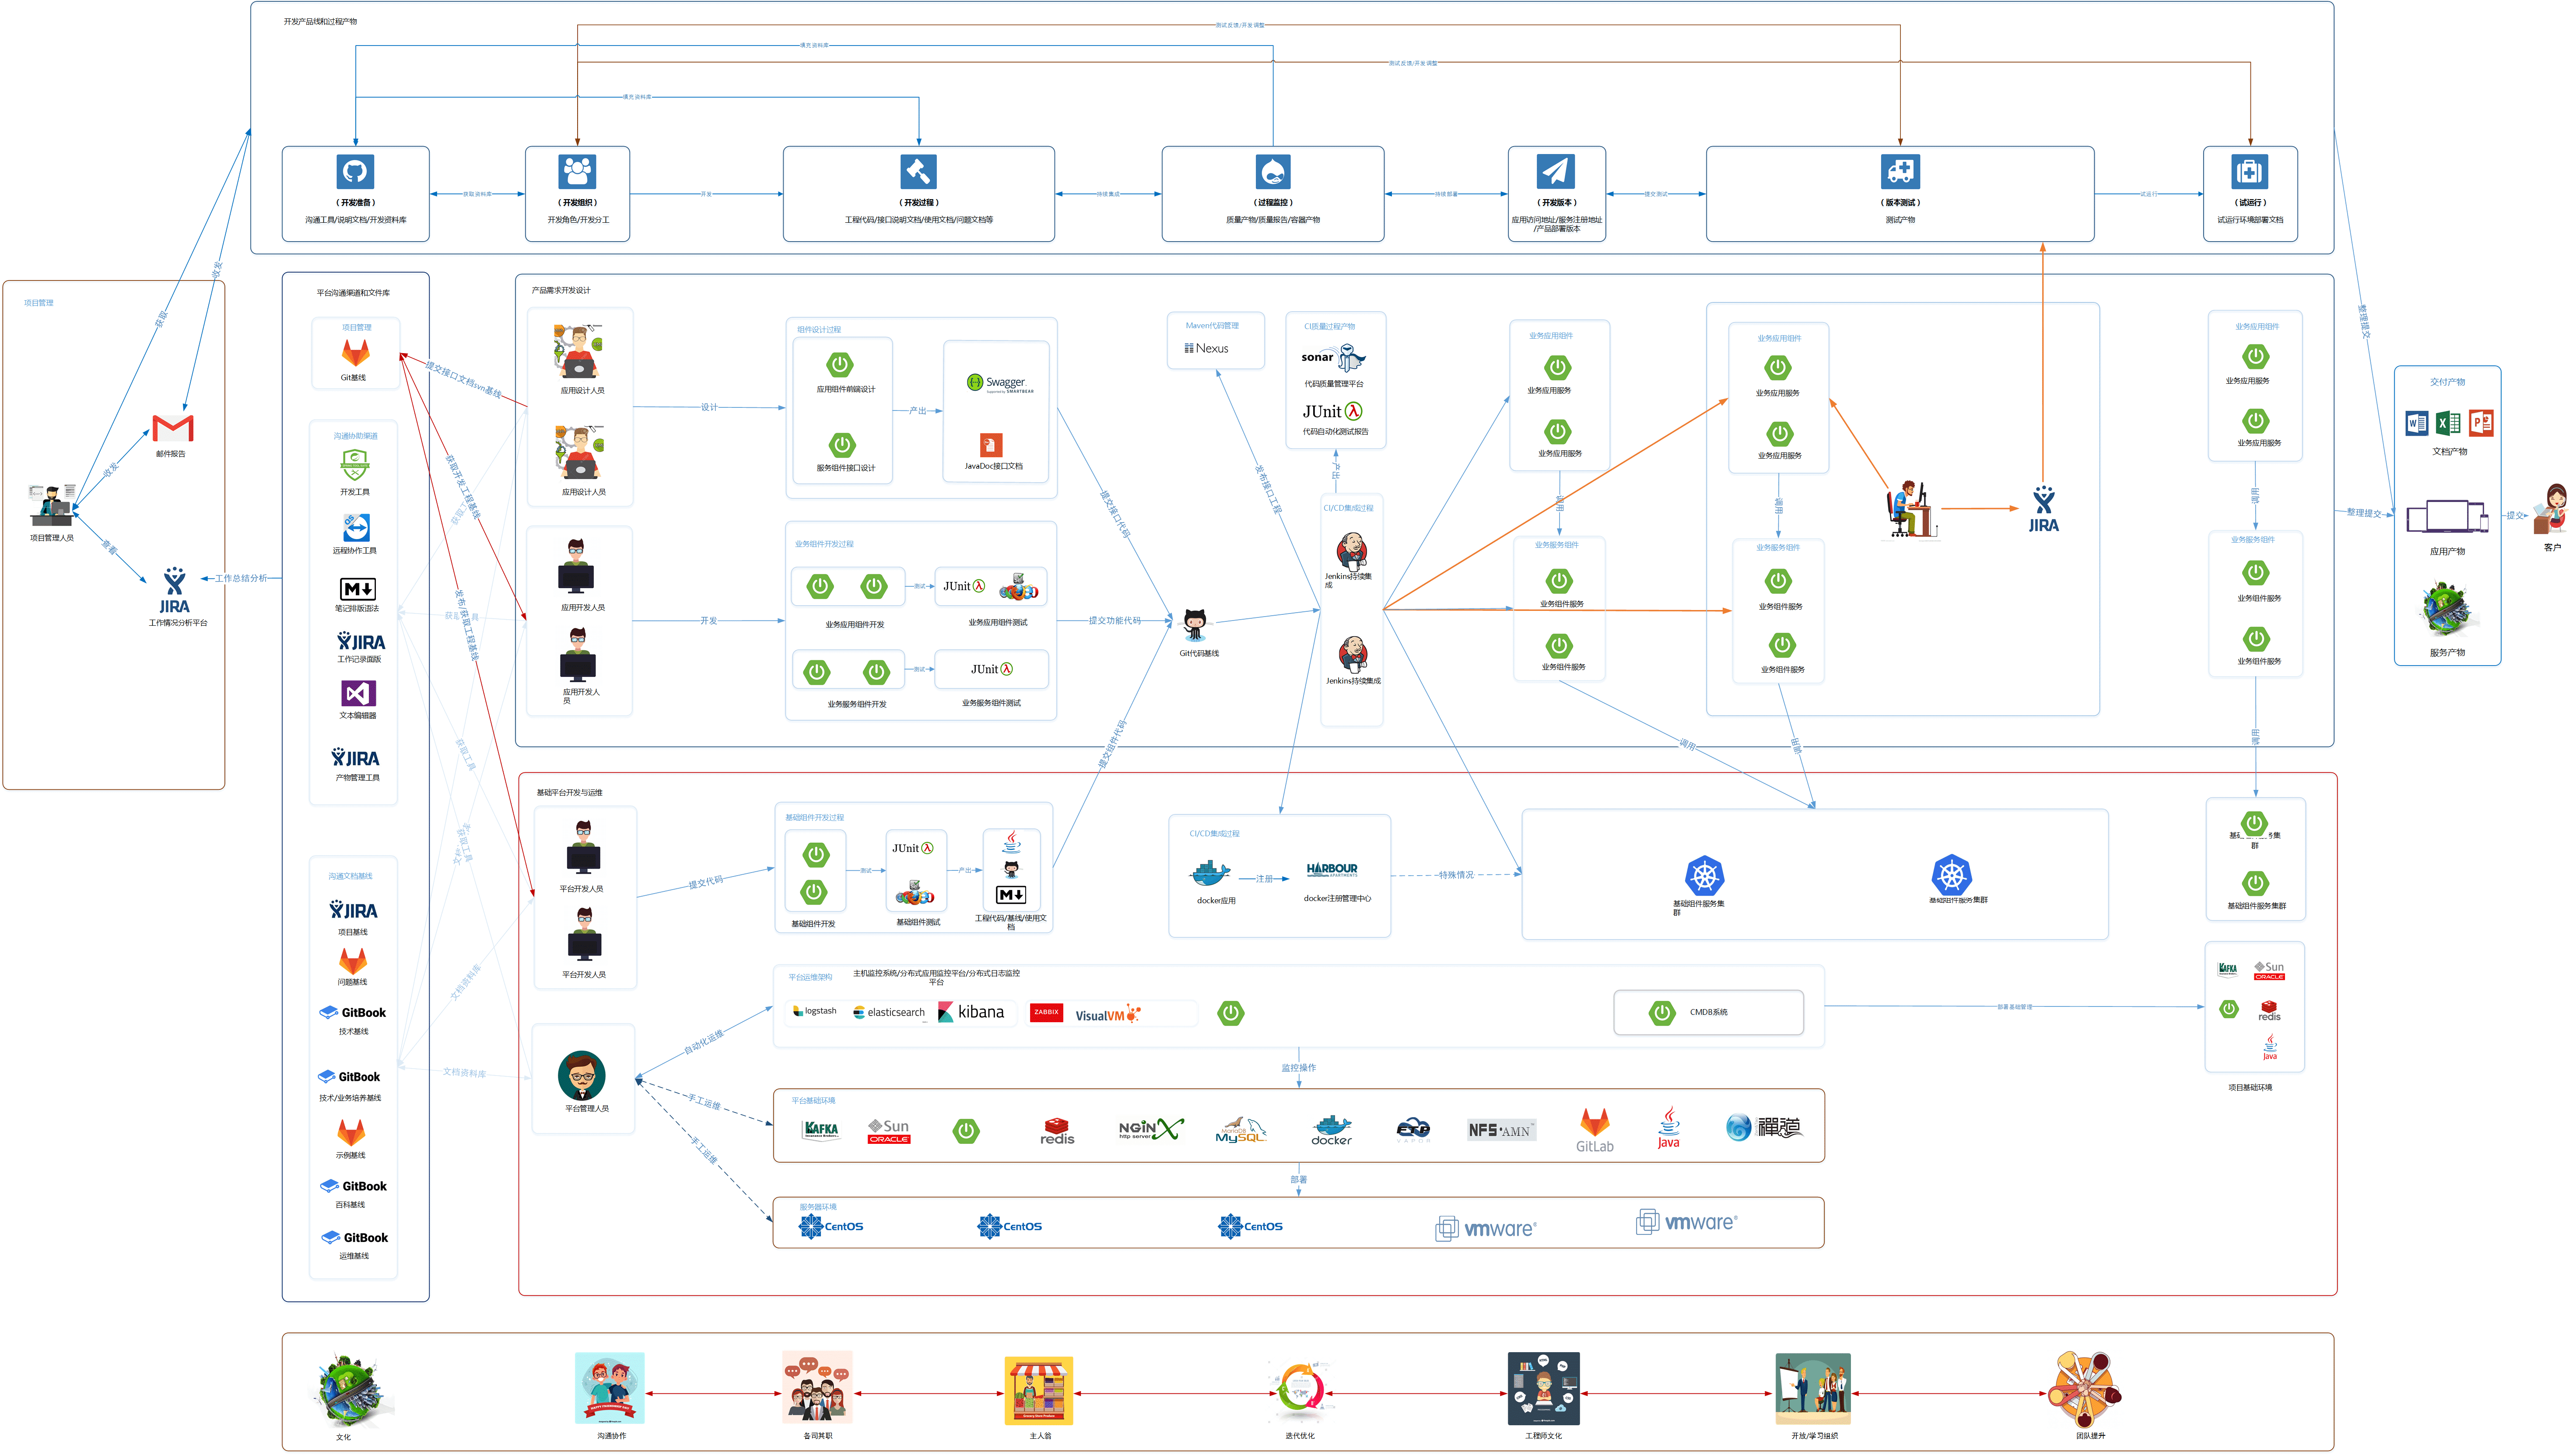 开发产品线和过程产物
测试反馈/开发调整
填充资料库
测试反馈/开发调整
填充资料库
（开发准备）
沟通工具/说明文档/开发资料库
获取资料库
（开发组织）
开发角色/开发分工
开发
（开发过程）
工程代码/接口说明文档/使用文档/问题文档等
持续集成
（过程监控）
质量产物/质量报告/容器产物
持续部署
（开发版本）
应用访问地址/服务注册地址
/产品部署版本
提交测试
（版本测试）
测试产物
试运行
（试运行）
试运行环境部署文档
项目管理
获取
收发
邮件报告
收发
项目管理人员
查看
JIRA
工作情况分析平台
工作总结分析
平台沟通渠道和文件库
项目管理
Git基线
沟通协助渠道
开发工具
远程协作工具
笔记排版语法
JIRA
工作记录面版
文本编辑器
JIRA
产物管理工具
沟通文档基线
JIRA
项目基线
问题基线
GitBook
技术基线
GitBook
技术/业务培养基线
示例基线
GitBook
百科基线
GitBook
运维基线
提交接口文档svn基线
获取开发工程基线
发布/获取工程基线
获取工具
文档资料库
文档资料库
产品需求开发设计
应用设计人员
应用设计人员
设计
组件设计过程
应用组件前端设计
服务组件接口设计
产出
Swagger
Supported by SMARTBEAR
JavaDoc接口文档
应用开发人员
应用开发人
员
开发
业务组件开发过程
测试
JUnit
业务应用组件开发
业务应用组件测试
测试
JUnit
业务服务组件开发
业务服务组件测试
提交接口代码
提交功能代码
提交组件代码
Git代码基线
Maven代码管理
Nexus
发布接口工程
CI质量过程产物
sonar
代码质量管理平台
JUnit
代码自动化测试报告
产出
CI/CD集成过程
Jenkins持续集
成
Jenkins持续集成
业务应用组件
业务应用服务
业务应用服务
调用
业务服务组件
业务组件服务
业务组件服务
调用
业务应用组件
业务应用服务
业务应用服务
调用
业务服务组件
业务组件服务
业务组件服务
调用
JIRA
业务应用组件
业务应用服务
业务应用服务
调用
业务服务组件
业务组件服务
业务组件服务
调用
整理提交
整理提交
交付产物
文档产物
应用产物
服务产物
提交
客户
基础平台开发与运维
平台开发人员
平台开发人员
提交代码
基础组件开发过程
基础组件开发
测试
JUnit
基础组件测试
产出
工程代码/基线/使用文
档
CI/CD集成过程
docker应用
注册
HARBOUR
APARTMENTS
docker注册管理中心
特殊情况
基础组件服务集
群
基础组件服务集群
基础组件服务集群
平台管理人员
自动化运维
手工运维
手工运维
平台运维架构
主机监控系统/分布式应用监控平台/分布式日志监控
平台
logstash
elasticsearch
kibana
ZABBIX
VisualVM
CMDB系统
部署基础管理
KAFKA
Sun
ORACLE
redis
Java
项目基础环境
监控操作
平台基础环境
KAFKA
Sun
ORACLE
redis
NGINX
http server
MariaDB
MySQL
docker
FTP
NFS AMN
GitLab
Java
禅道
部署
服务器环境
CentOS
CentOS
CentOS
vmware
vmware
文化
沟通协作
各司其职
主人翁
迭代优化
工程师文化
开放/学习组织
团队提升